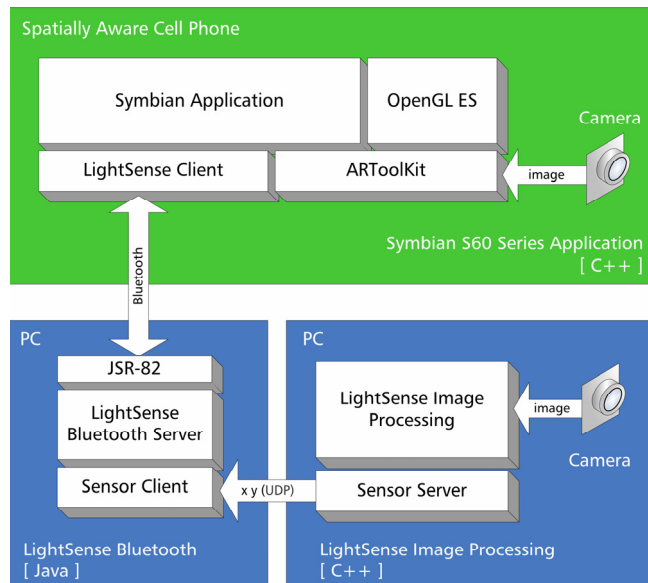 Spatially Aware Cell Phone
Symbian Application
OpenGL ES
Camera
LightSense Client
ARToolKit
image
Symbian S60 Series Application
[ C++ ]
Bluetooth
PC
JSR-82
LightSense
Bluetooth Server
Sensor Client
x y (UDP)
LightSense Bluetooth
[ Java ]
PC
LightSense Image
Processing
image
Camera
Sensor Server
LightSense Image Processing
[ C++ ]